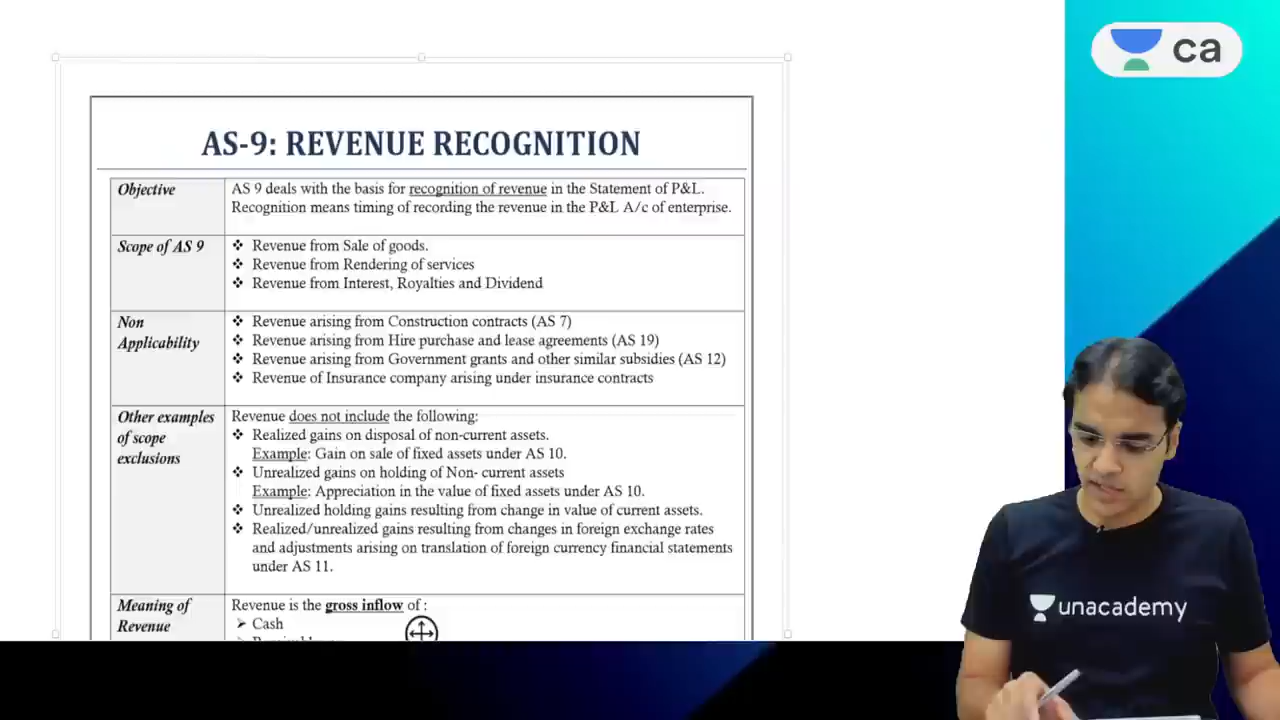 ca
AS-9: REVENUE RECOGNITION
Objective
AS 9 deals with the basis for recognition of revenue in the Statement of P&L.
Recognition means timing of recording the revenue in the P&L A/c of enterprise.
Scope of AS 9
❖ Revenue from Sale of goods.
❖ Revenue from Rendering of services
❖ Revenue from Interest, Royalties and Dividend
Non
Applicability
❖ Revenue arising from Construction contracts (AS 7)
❖ Revenue arising from Hire purchase and lease agreements (AS 19)
❖ Revenue arising from Government grants and other similar subsidies (AS 12)
❖ Revenue of Insurance company arising under insurance contracts
Other examples
of scope
exclusions
Revenue does not include the following:
❖ Realized gains on disposal of non-current assets.
Example: Gain on sale of fixed assets under AS 10.
❖ Unrealized gains on holding of Non- current assets
Example: Appreciation in the value of fixed assets under AS 10.
❖ Unrealized holding gains resulting from change in value of current assets.
❖ Realized/unrealized gains resulting from changes in foreign exchange rates
and adjustments arising on translation of foreign currency financial statements
under AS 11.
Meaning of
Revenue
Revenue is the gross inflow of :
➢ Cash
unacademy